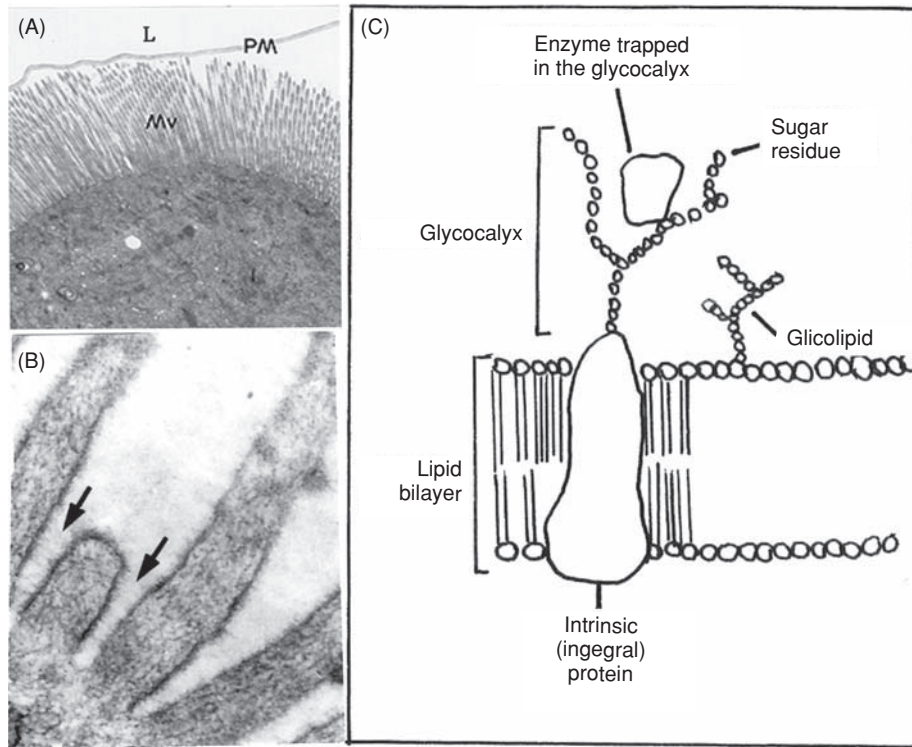 (A)
L
PM
Mv
(B)
(C)
Enzyme trapped
in the glycocalyx
Sugar
residue
Glycocalyx
Glicolipid
Lipid
bilayer
Intrinsic
(ingegral)
protein